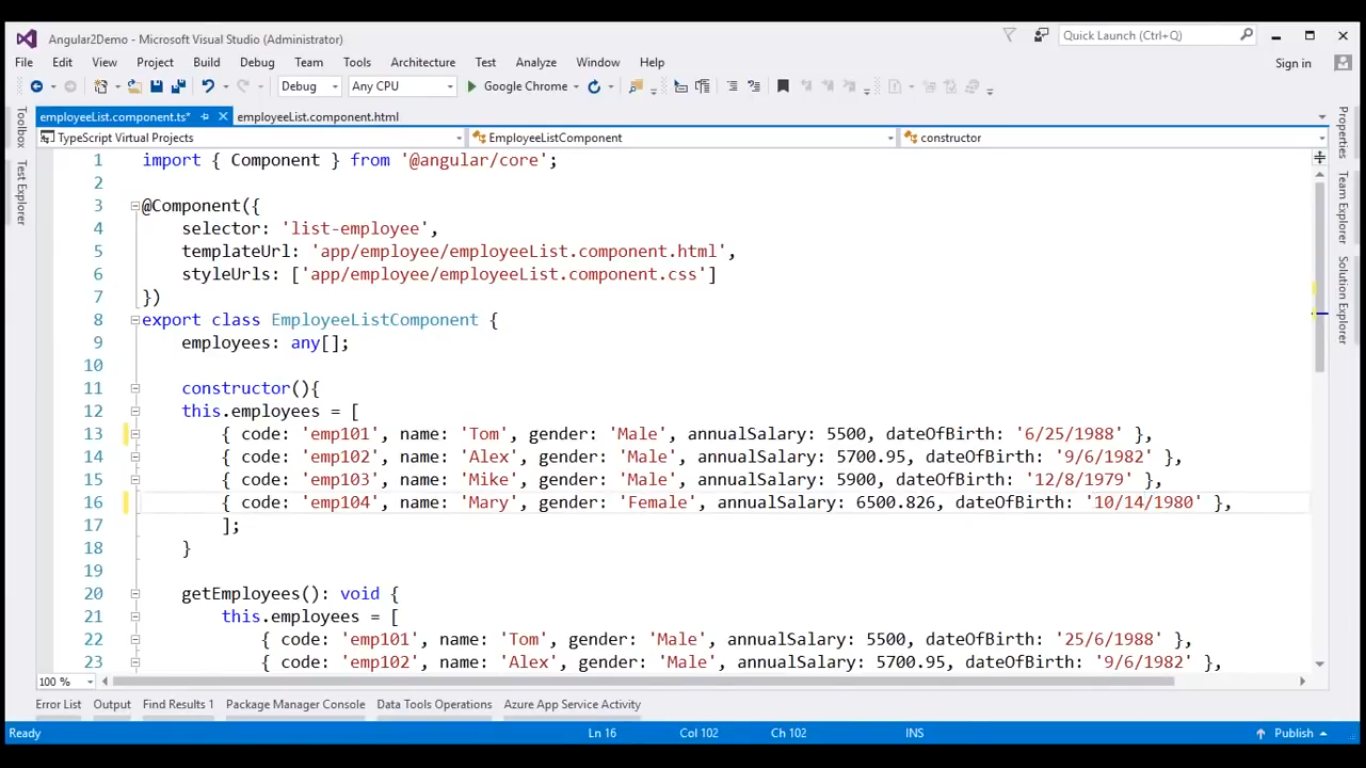 Angular2Demo - Microsoft Visual Studio (Administrator)
Quick Launch (Ctrl+Q)
File Edit View Project Build Debug Team Tools Architecture Test Analyze Window Help
Sign in
Debug Any CPU Google Chrome
employeeList.component.ts* employeeList.component.html
TypeScript Virtual Projects EmployeeListComponent constructor
Toolbox
Test Explorer
Properties
Team Explorer
Solution Explorer
1 import { Component } from '@angular/core';
2
3 @Component({
4 selector: 'list-employee',
5 templateUrl: 'app/employee/employeeList.component.html',
6 styleUrls: ['app/employee/employeeList.component.css']
7 })
8 export class EmployeeListComponent {
9 employees: any[];
10
11 constructor(){
12 this.employees = [
13 { code: 'emp101', name: 'Tom', gender: 'Male', annualSalary: 5500, dateOfBirth: '6/25/1988' },
14 { code: 'emp102', name: 'Alex', gender: 'Male', annualSalary: 5700.95, dateOfBirth: '9/6/1982' },
15 { code: 'emp103', name: 'Mike', gender: 'Male', annualSalary: 5900, dateOfBirth: '12/8/1979' },
16 { code: 'emp104', name: 'Mary', gender: 'Female', annualSalary: 6500.826, dateOfBirth: '10/14/1980' },
17 ];
18 }
19
20 getEmployees(): void {
21 this.employees = [
22 { code: 'emp101', name: 'Tom', gender: 'Male', annualSalary: 5500, dateOfBirth: '25/6/1988' },
23 { code: 'emp102', name: 'Alex', gender: 'Male', annualSalary: 5700.95, dateOfBirth: '9/6/1982' },
100 %
Error List Output Find Results 1 Package Manager Console Data Tools Operations Azure App Service Activity
Ready Ln 16 Col 102 Ch 102 INS Publish